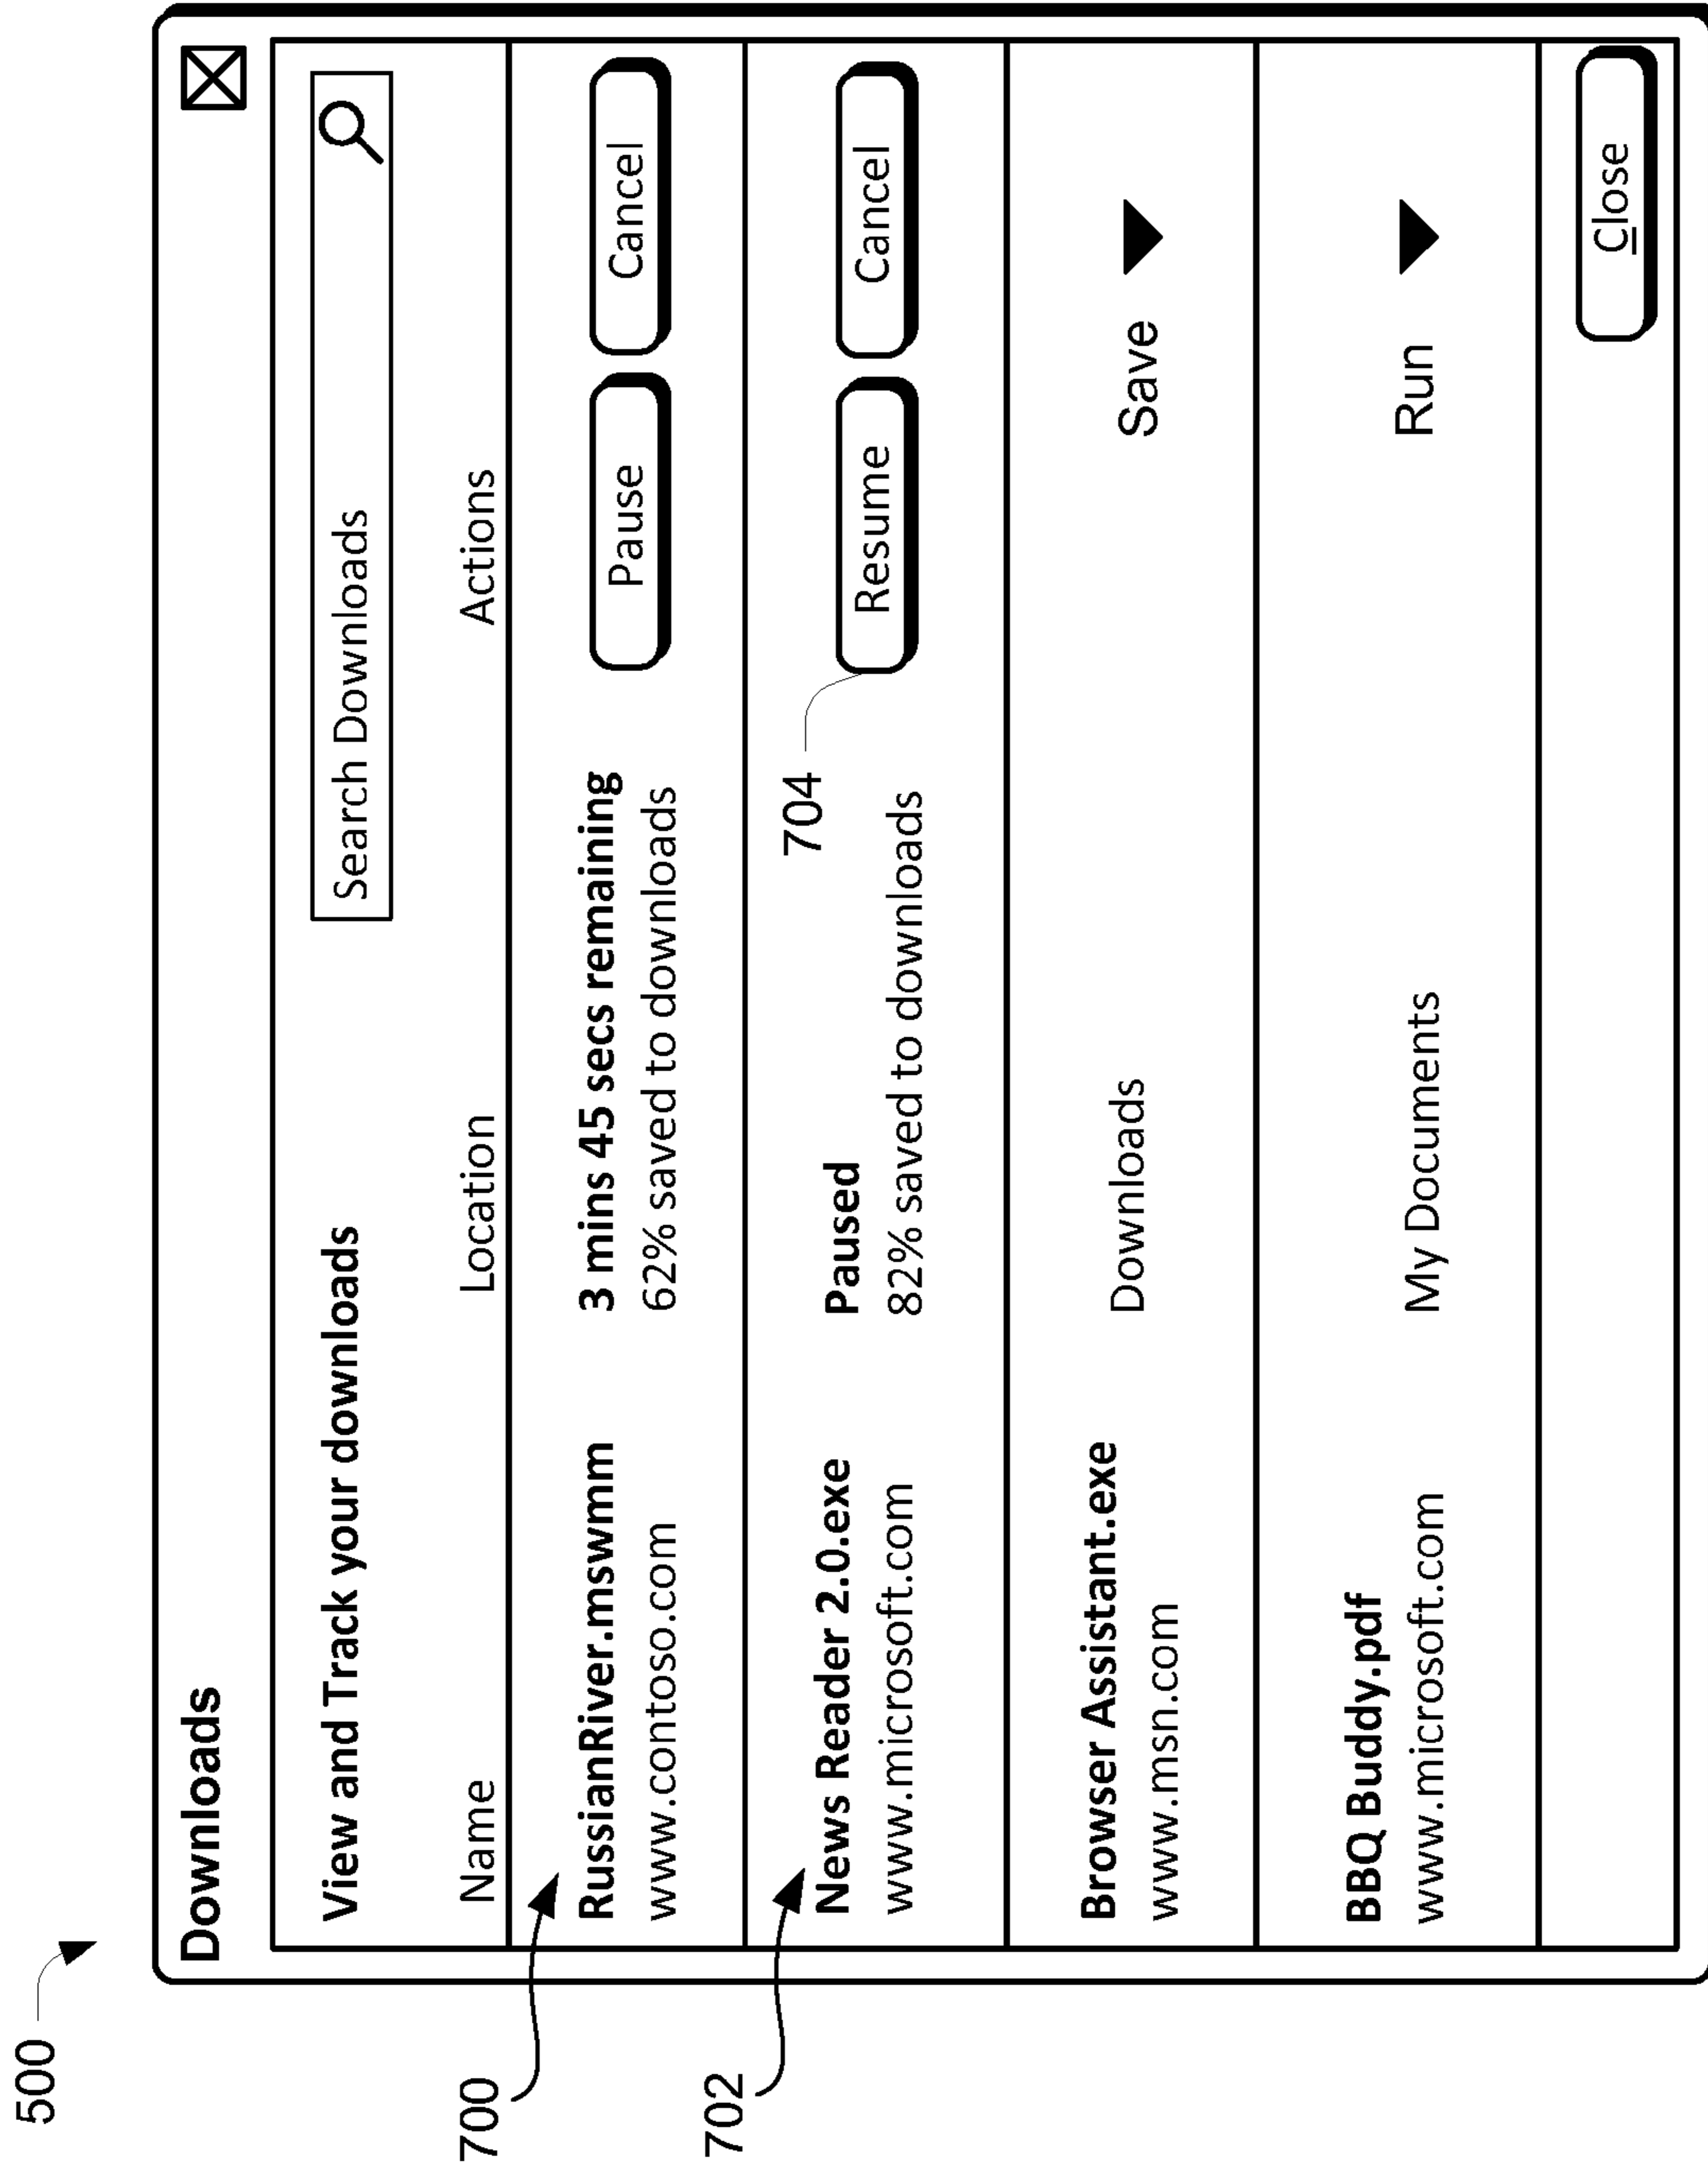 500
Downloads
View and Track your downloads
Search Downloads
Name Location Actions
700
RussianRiver.mswmm 3 mins 45 secs remaining Pause Cancel
www.contoso.com 62% saved to downloads
702
704
News Reader 2.0.exe Paused Resume Cancel
www.microsoft.com 82% saved to downloads
Browser Assistant.exe Downloads Save
www.msn.com
BBQ Buddy.pdf My Documents Run
www.microsoft.com
Close